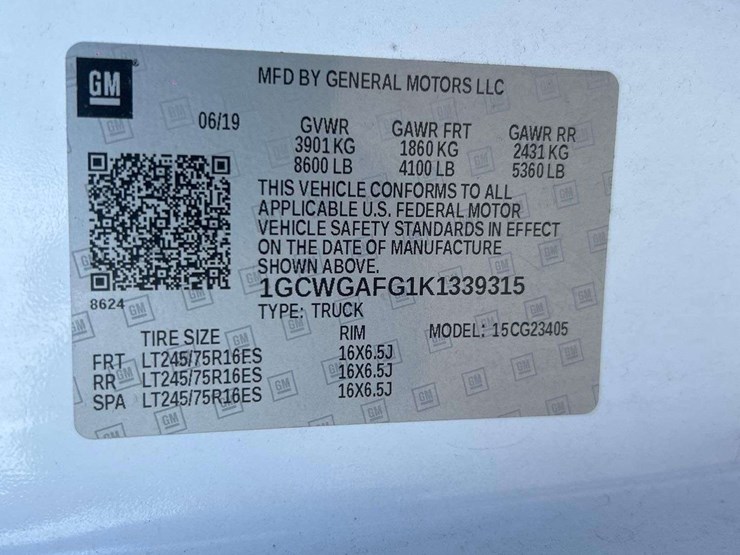 GM
MFD BY GENERAL MOTORS LLC
06/19
GVWR GAWR FRT GAWR RR
3901 KG 1860 KG 2431 KG
8600 LB 4100 LB 5360 LB
THIS VEHICLE CONFORMS TO ALL
APPLICABLE U.S. FEDERAL MOTOR
VEHICLE SAFETY STANDARDS IN EFFECT
ON THE DATE OF MANUFACTURE
SHOWN ABOVE.
8624
1GCWGAFG1K1339315
TYPE: TRUCK
TIRE SIZE RIM MODEL: 15CG23405
FRT LT245/75R16ES 16X6.5J
RR LT245/75R16ES 16X6.5J
SPA LT245/75R16ES 16X6.5J